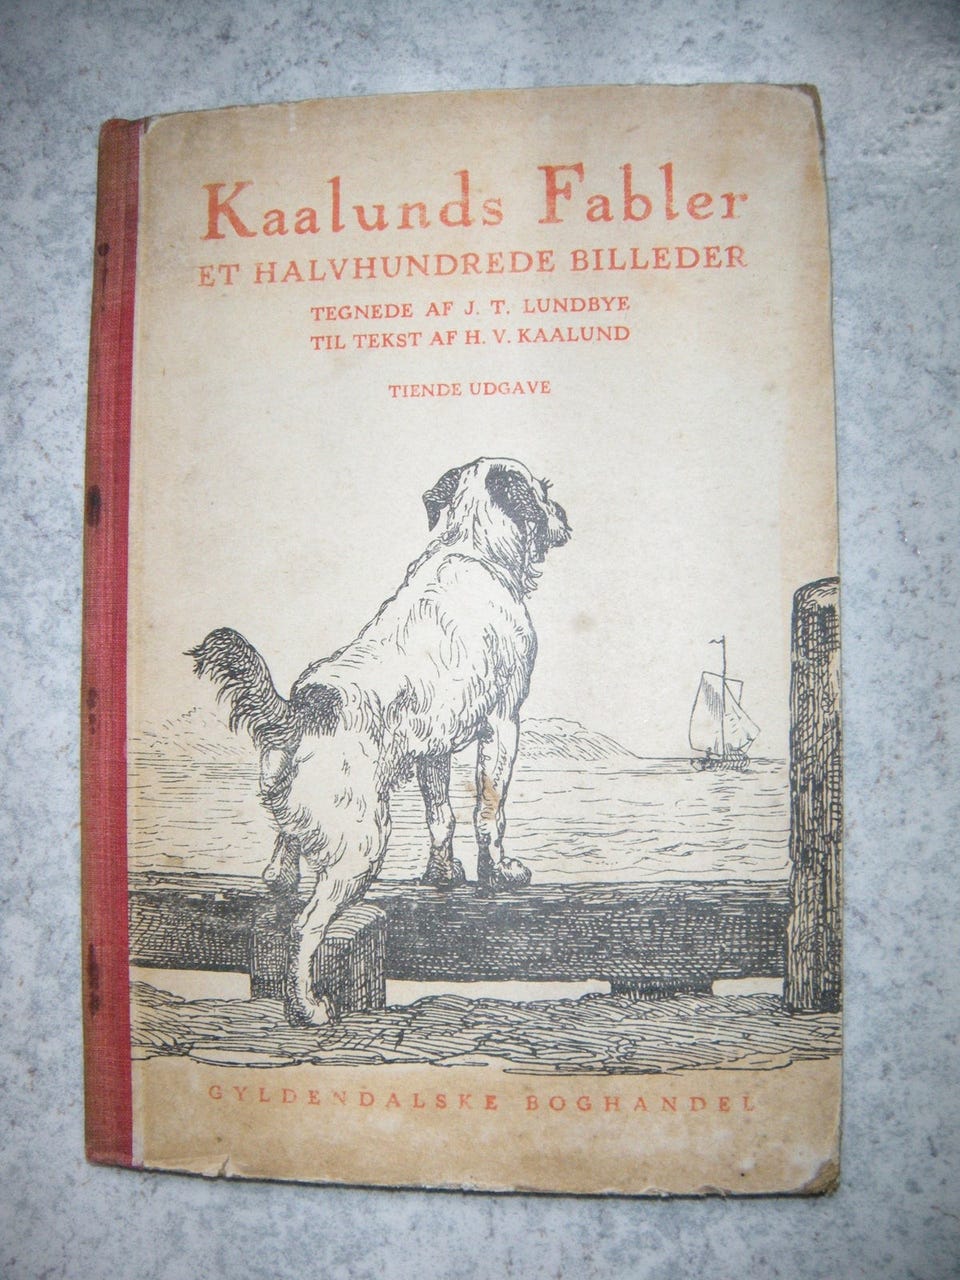 Kaalunds Fabler
ET HALVHUNDREDE BILLEDER
TEGNEDE AF J. T. LUNDBYE
TIL TEKST AF H. V. KAALUND
TIENDE UDGAVE
GYLDENDALSKE BOGHANDEL